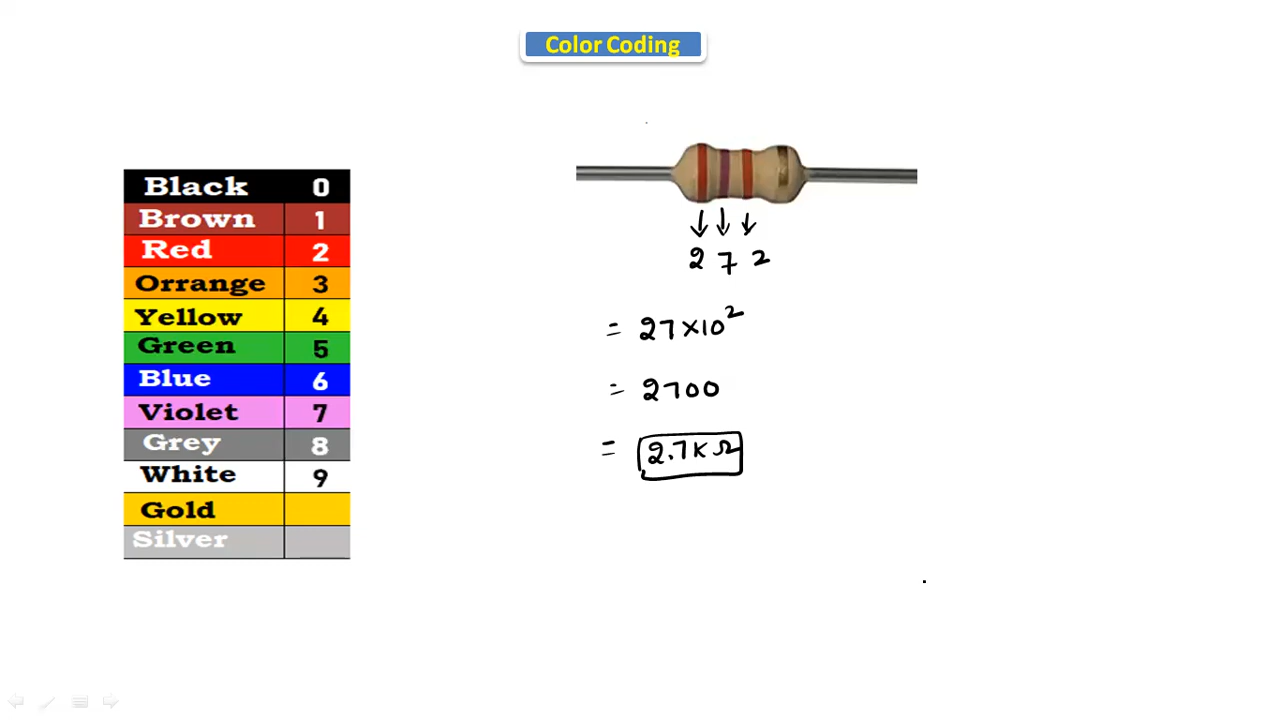 Color Coding
Black 0
Brown 1
Red 2
Orrange 3
Yellow 4
Green 5
Blue 6
Violet 7
Grey 8
White 9
Gold
Silver
2 7 2
= 27×10²
= 2700
= 2.7K Ω